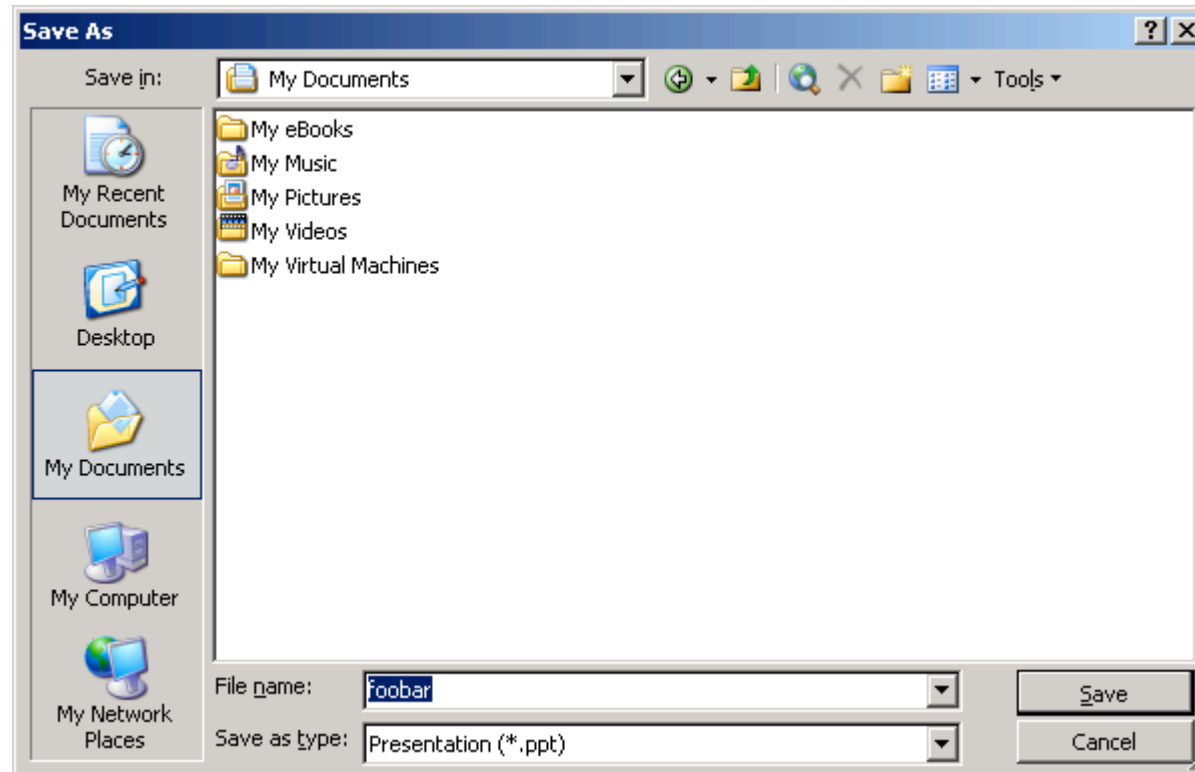 Save As
Save in:
My Documents
Tools
My Recent
Documents
Desktop
My Documents
My Computer
My Network
Places
My eBooks
My Music
My Pictures
My Videos
My Virtual Machines
File name:
foobar
Save
Save as type:
Presentation (*.ppt)
Cancel